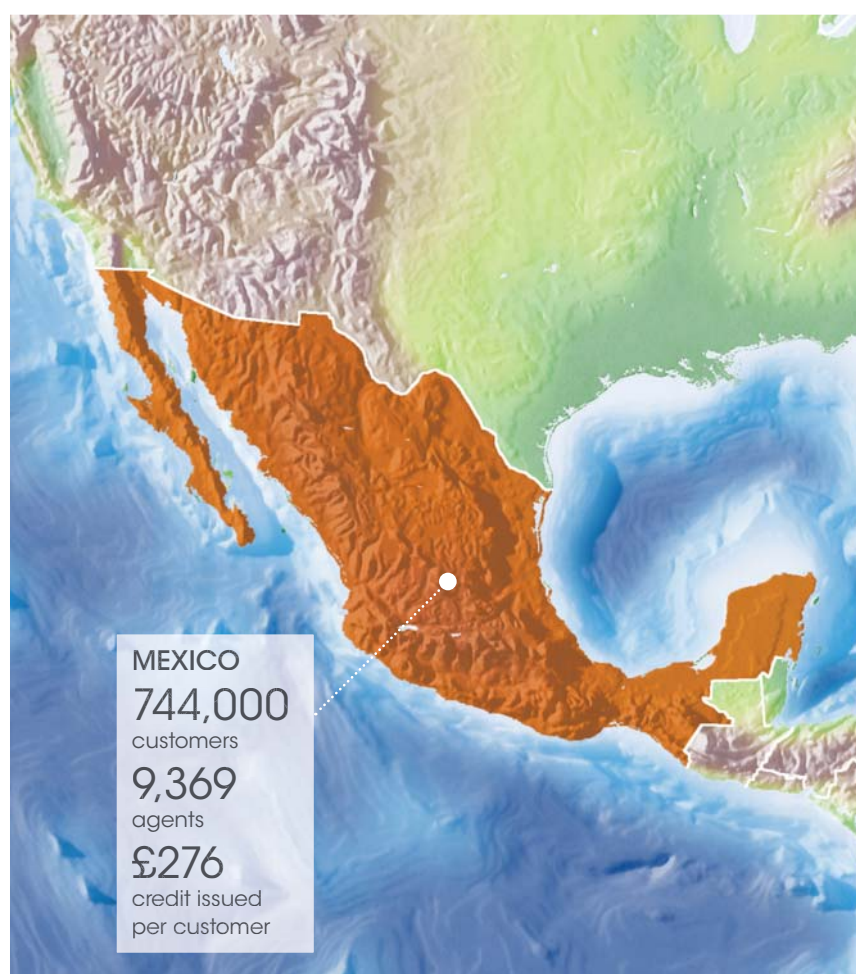 MEXICO
744,000
customers
9,369
agents
£276
credit issued
per customer